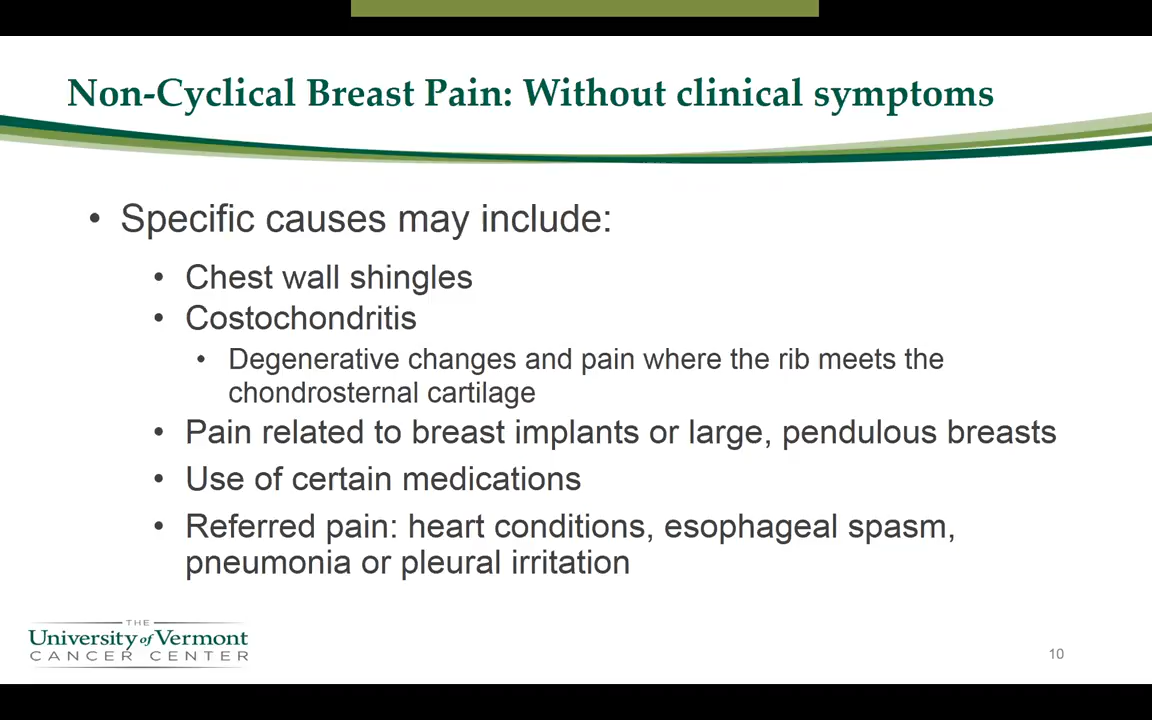 Non-Cyclical Breast Pain: Without clinical symptoms
• Specific causes may include:
• Chest wall shingles
• Costochondritis
• Degenerative changes and pain where the rib meets the
chondrosternal cartilage
• Pain related to breast implants or large, pendulous breasts
• Use of certain medications
• Referred pain: heart conditions, esophageal spasm,
pneumonia or pleural irritation
THE
University of Vermont
CANCER CENTER
10